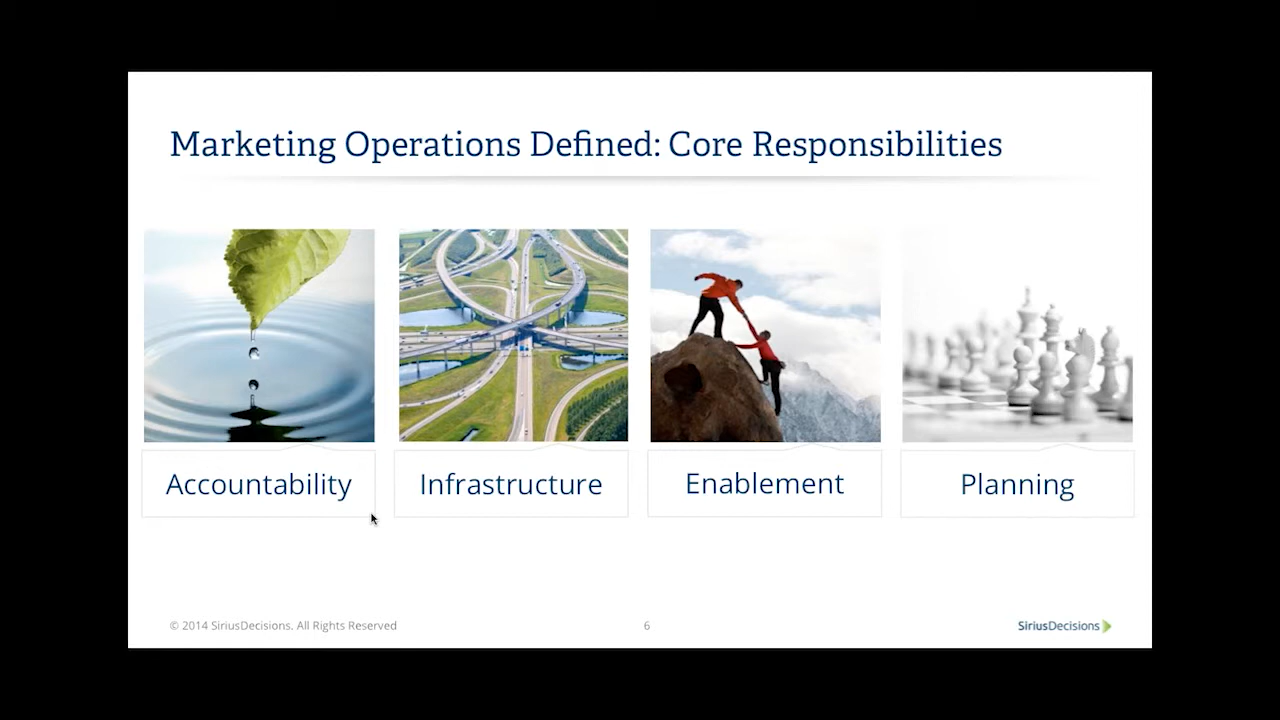 Marketing Operations Defined: Core Responsibilities
Accountability
Infrastructure
Enablement
Planning
© 2014 SiriusDecisions. All Rights Reserved
6
SiriusDecisions